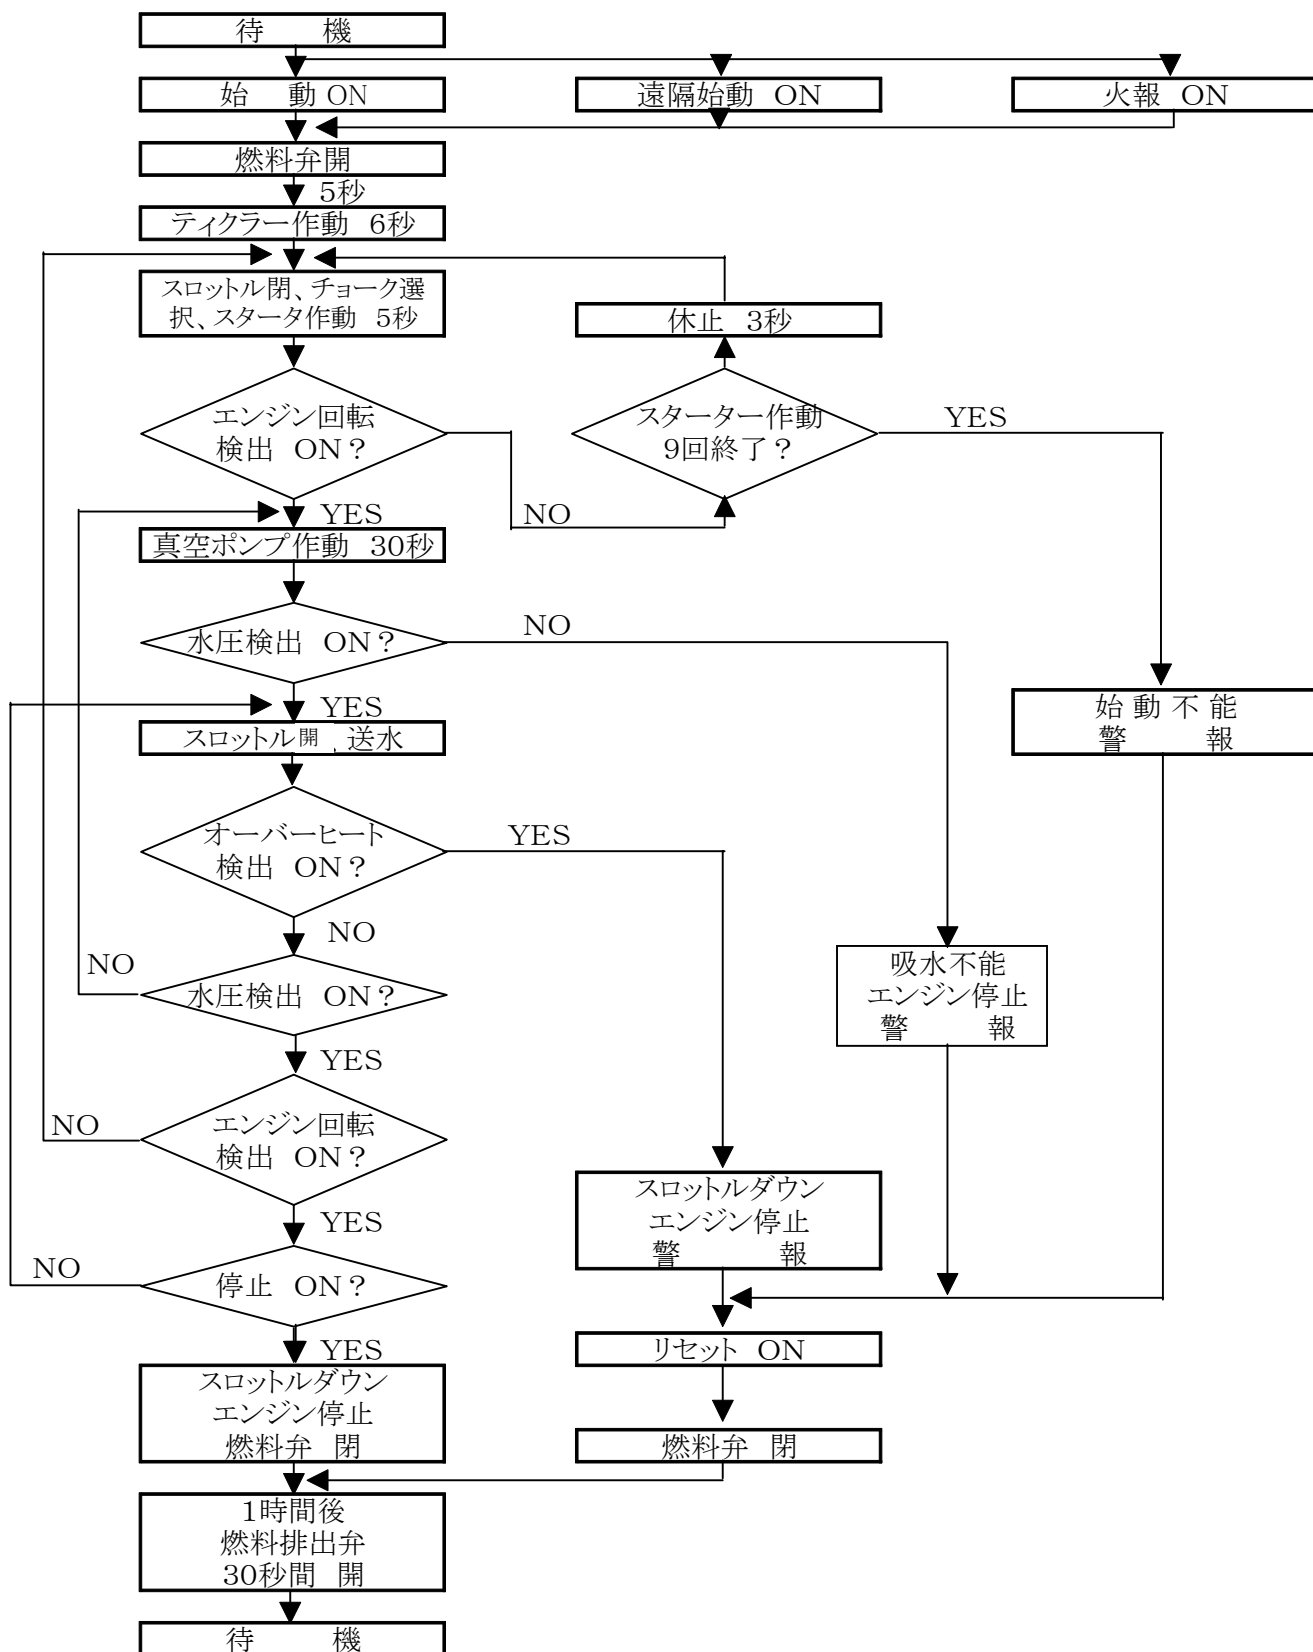 待 機
始 動 ON
遠隔始動 ON
火報 ON
燃料弁開
5秒
ティクラー作動 6秒
スロットル閉、チョーク選
択、スタータ作動 5秒
休止 3秒
エンジン回転
検出 ON?
スターター作動
9回終了?
YES
NO
YES
真空ポンプ作動 30秒
水圧検出 ON?
NO
YES
始動不能
警 報
スロットル開 送水
オーバーヒート
検出 ON?
YES
NO
NO
水圧検出 ON?
吸水不能
エンジン停止
警 報
YES
エンジン回転
検出 ON?
NO
YES
スロットルダウン
エンジン停止
警 報
NO
停止 ON?
YES
リセット ON
スロットルダウン
エンジン停止
燃料弁 閉
燃料弁 閉
1時間後
燃料排出弁
30秒間 開
待 機